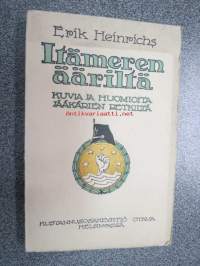 Erik Heinrichs
Itämeren
ääriltä
KUVIA JA HUOMIOITA
JÄÄKÄRIEN RETKILTÄ
KUSTANNUSOSAKEYHTIÖ OTAVA
HELSINGISSÄ